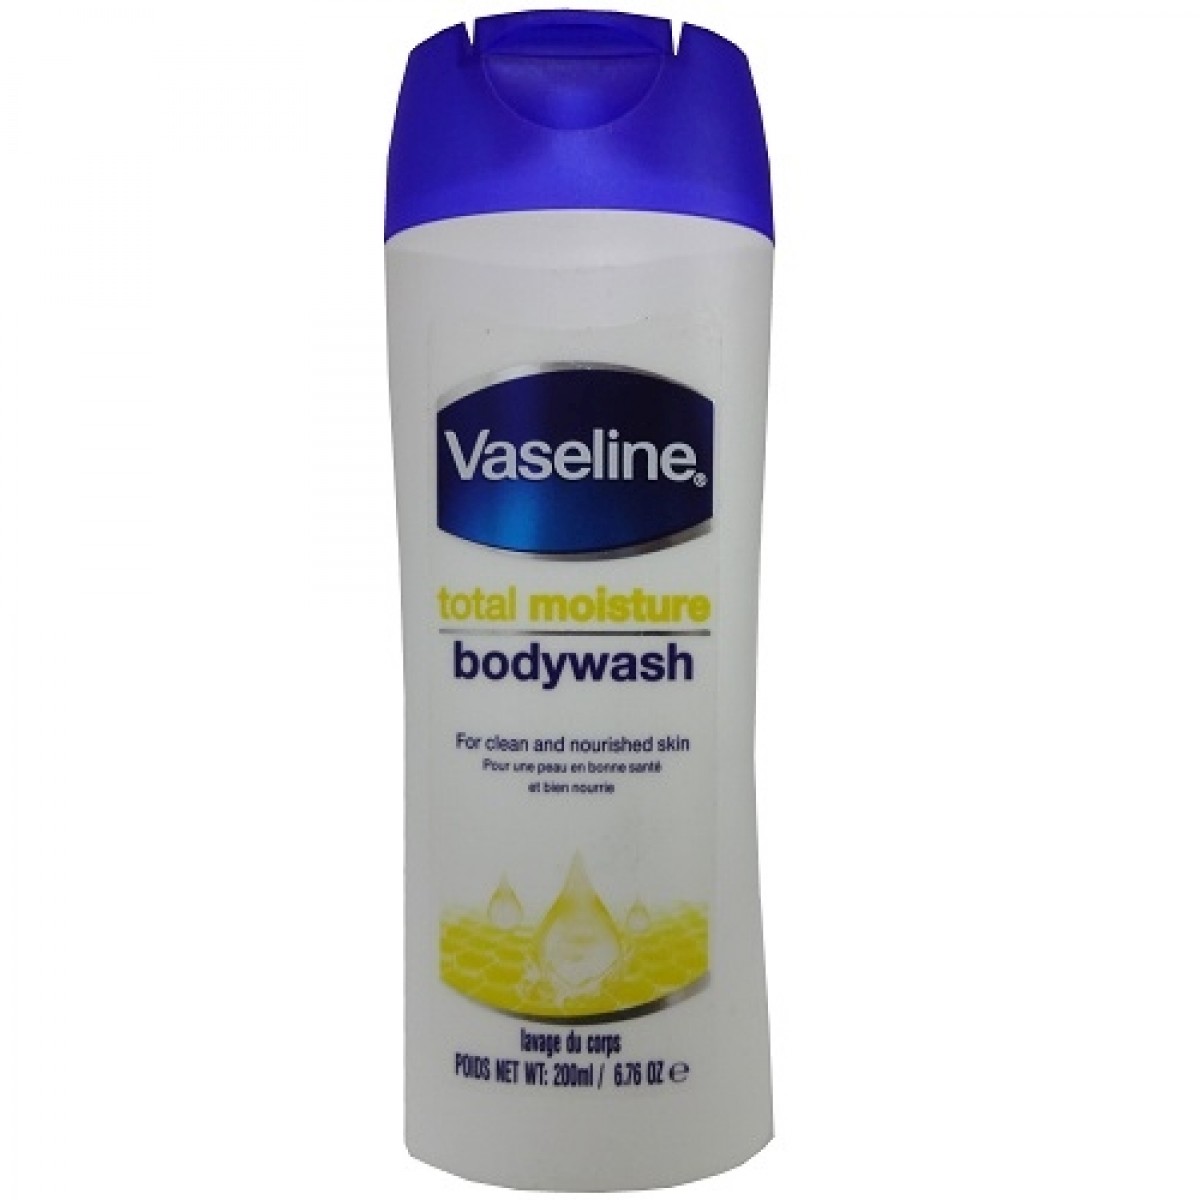 Vaseline®
total moisture
bodywash
For clean and nourished skin
Pour une peau en bonne santé
et bien nourrie
lavage du corps
POIDS NET WT: 200ml / 6.76 OZ ℮